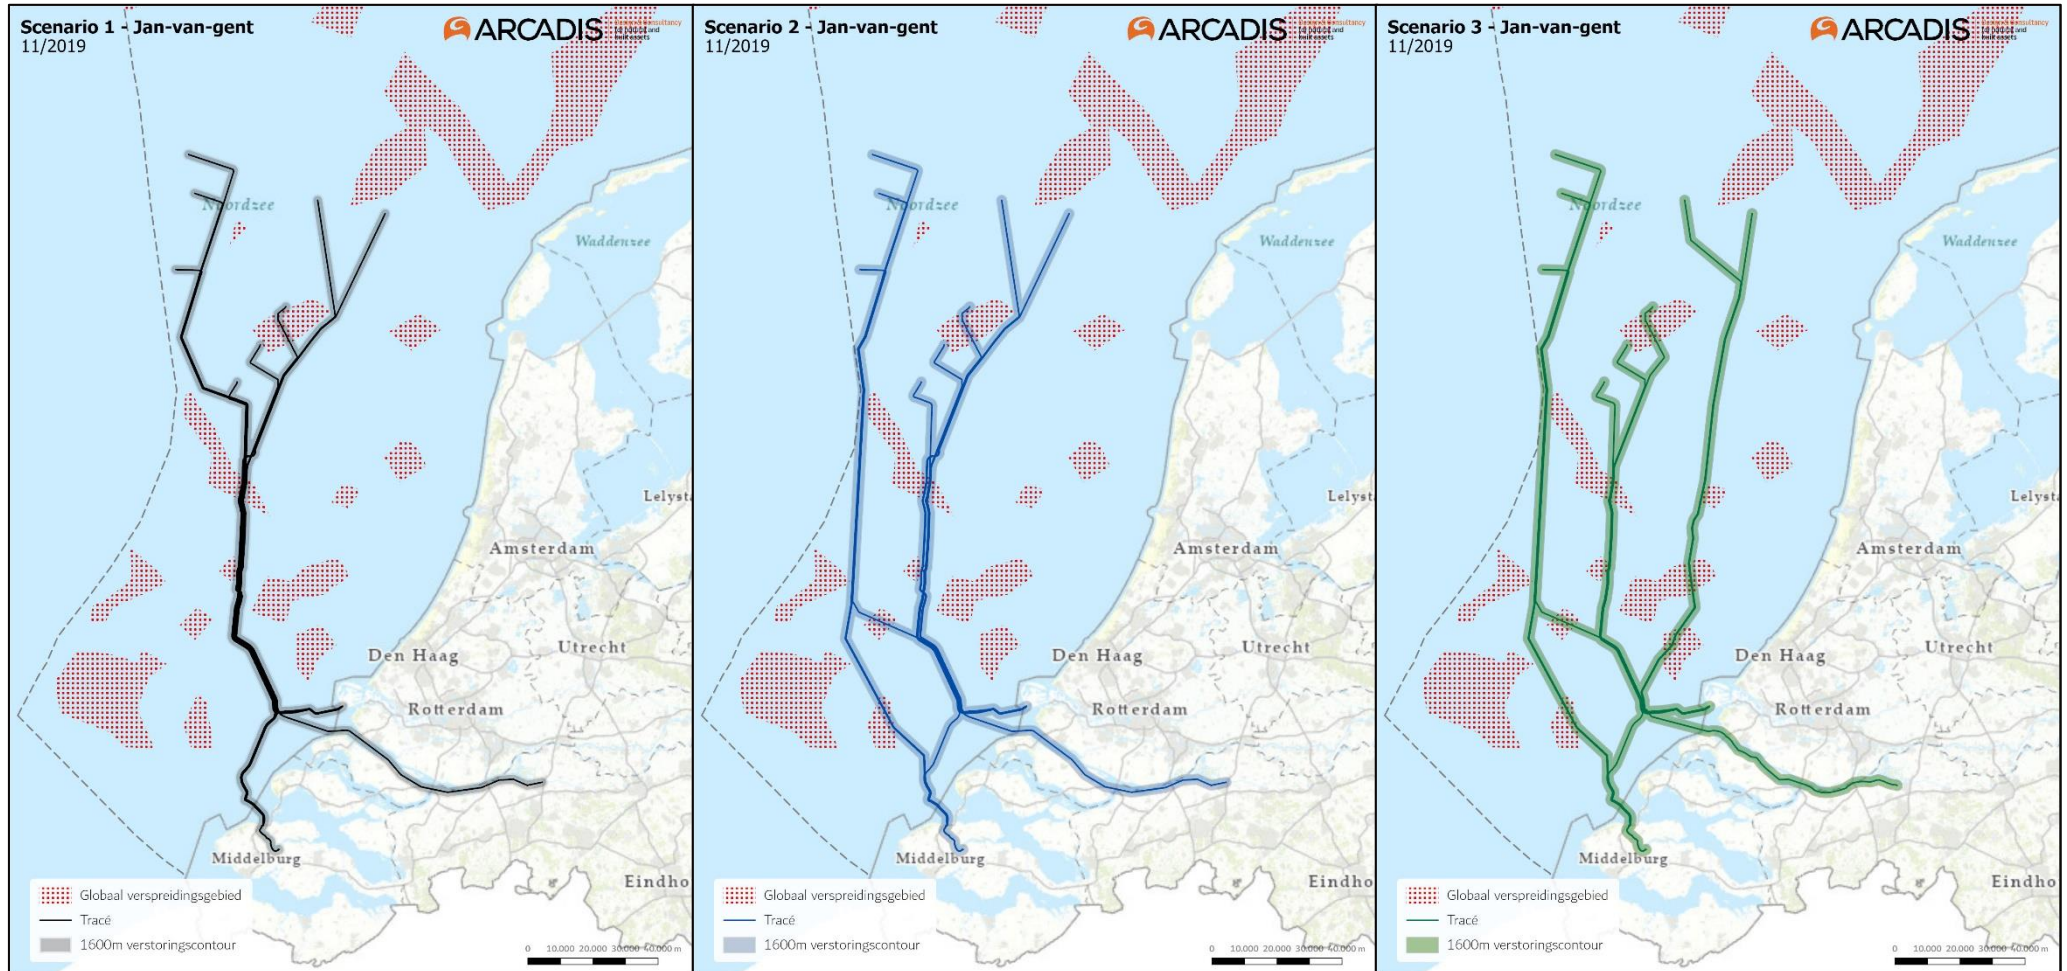 Scenario 1 - Jan-van-gent
11/2019
ARCADIS
Noordzee
Waddenzee
Lelyst
Amsterdam
Den Haag
Utrecht
Rotterdam
Middelburg
Eindho
Globaal verspreidingsgebied
Tracé
1600m verstoringscontour
0 10.000 20.000 30.000 40.000 m
Scenario 2 - Jan-van-gent
11/2019
ARCADIS
Noordzee
Waddenzee
Lelyst
Amsterdam
Den Haag
Utrecht
Rotterdam
Middelburg
Eindho
Globaal verspreidingsgebied
Tracé
1600m verstoringscontour
0 10.000 20.000 30.000 40.000 m
Scenario 3 - Jan-van-gent
11/2019
ARCADIS
Noordzee
Waddenzee
Lelyst
Amsterdam
Den Haag
Utrecht
Rotterdam
Middelburg
Eindho
Globaal verspreidingsgebied
Tracé
1600m verstoringscontour
0 10.000 20.000 30.000 40.000 m